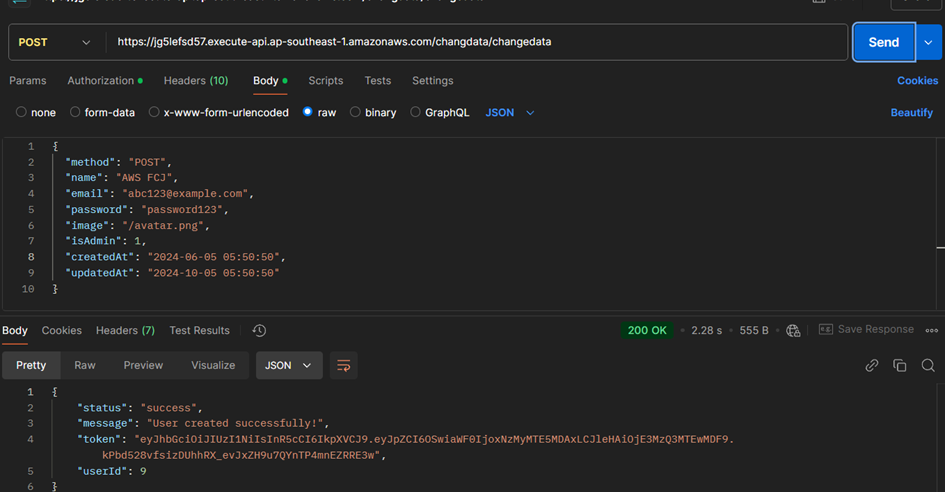 POST https://jg5lefsd57.execute-api.ap-southeast-1.amazonaws.com/changdata/changedata Send
Params Authorization Headers (10) Body Scripts Tests Settings Cookies
none form-data x-www-form-urlencoded raw binary GraphQL JSON Beautify
1 {
2 "method": "POST",
3 "name": "AWS FCJ",
4 "email": "abc123@example.com",
5 "password": "password123",
6 "image": "/avatar.png",
7 "isAdmin": 1,
8 "createdAt": "2024-06-05 05:50:50",
9 "updatedAt": "2024-10-05 05:50:50"
10 }
Body Cookies Headers (7) Test Results 200 OK 2.28 s 555 B Save Response
Pretty Raw Preview Visualize JSON
1 {
2 "status": "success",
3 "message": "User created successfully!",
4 "token": "eyJhbGciOiJIUzI1NiIsInR5cCI6IkpXVCJ9.eyJpZCI6OSwiaWF0IjoxNzMyMTE5MDAxLCJleHAiOjE3MzQ3MTEwMDF9.
kPbd528vfsizDUhhRX_evJxZH9u7QYnTP4mnEZRRE3w",
5 "userId": 9
6 }